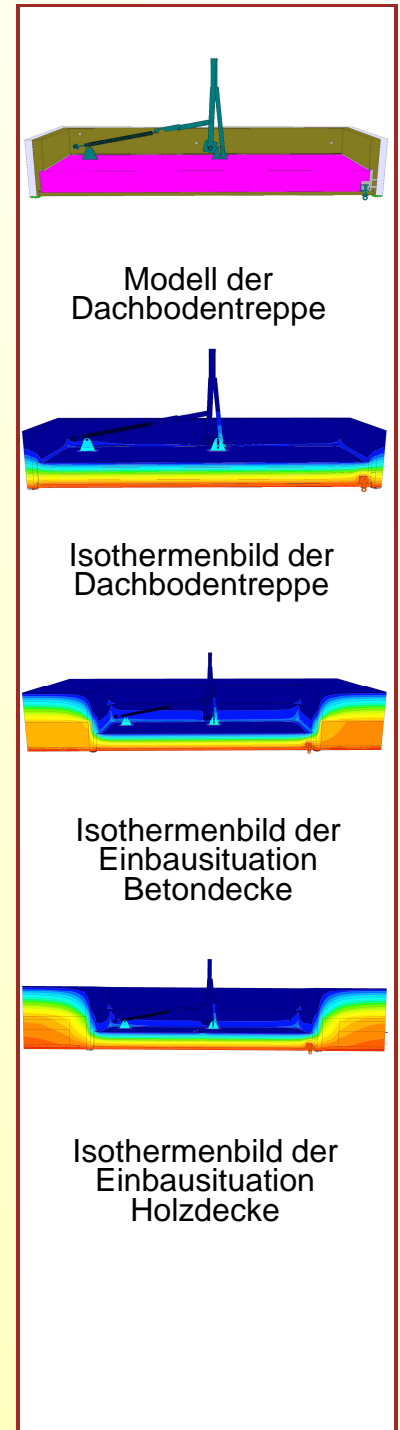 Modell der
Dachbodentreppe
Isothermenbild der
Dachbodentreppe
Isothermenbild der
Einbausituation
Betondecke
Isothermenbild der
Einbausituation
Holzdecke